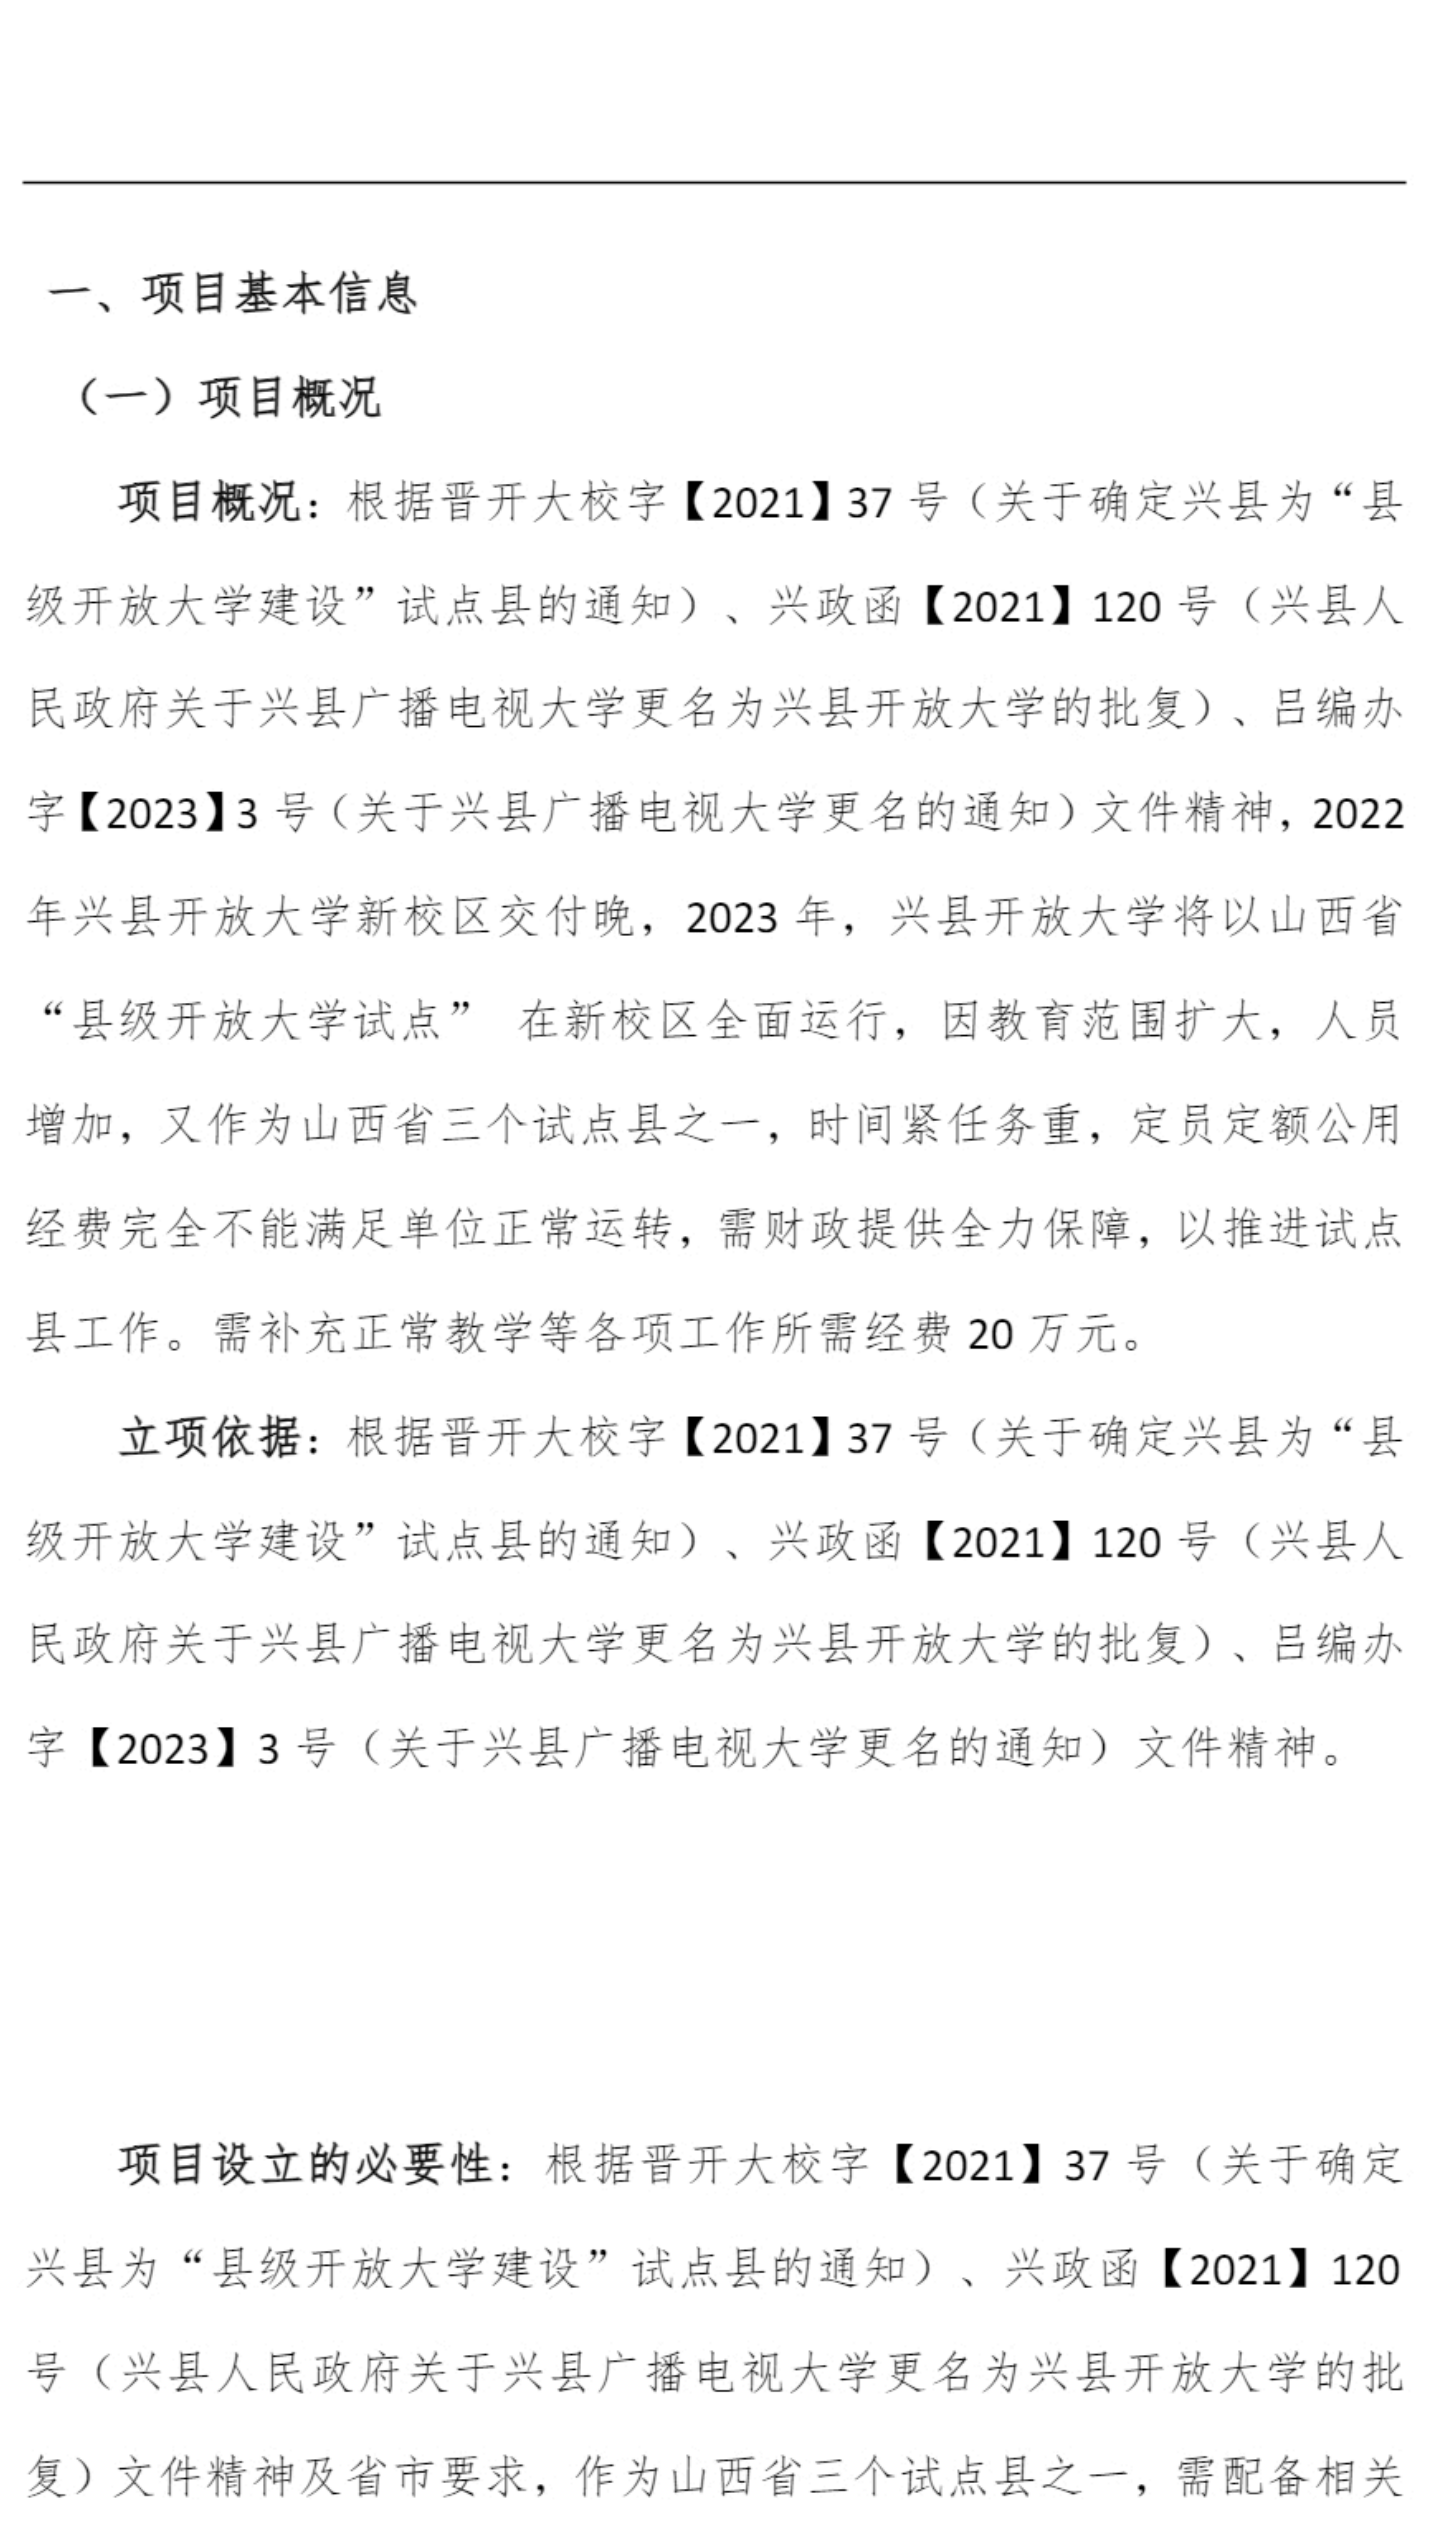 一、项目基本信息
（一）项目概况
项目概况：根据晋开大校字【2021】37 号（关于确定兴县为“县
级开放大学建设”试点县的通知）、兴政函【2021】120 号（兴县人
民政府关于兴县广播电视大学更名为兴县开放大学的批复）、吕编办
字【2023】3 号（关于兴县广播电视大学更名的通知）文件精神，2022
年兴县开放大学新校区交付晚，2023 年，兴县开放大学将以山西省
“县级开放大学试点” 在新校区全面运行，因教育范围扩大，人员
增加，又作为山西省三个试点县之一，时间紧任务重，定员定额公用
经费完全不能满足单位正常运转，需财政提供全力保障，以推进试点
县工作。需补充正常教学等各项工作所需经费 20 万元。
立项依据：根据晋开大校字【2021】37 号（关于确定兴县为“县
级开放大学建设”试点县的通知）、兴政函【2021】120 号（兴县人
民政府关于兴县广播电视大学更名为兴县开放大学的批复）、吕编办
字【2023】3 号（关于兴县广播电视大学更名的通知）文件精神。
项目设立的必要性：根据晋开大校字【2021】37 号（关于确定
兴县为“县级开放大学建设”试点县的通知）、兴政函【2021】120
号（兴县人民政府关于兴县广播电视大学更名为兴县开放大学的批
复）文件精神及省市要求，作为山西省三个试点县之一，需配备相关